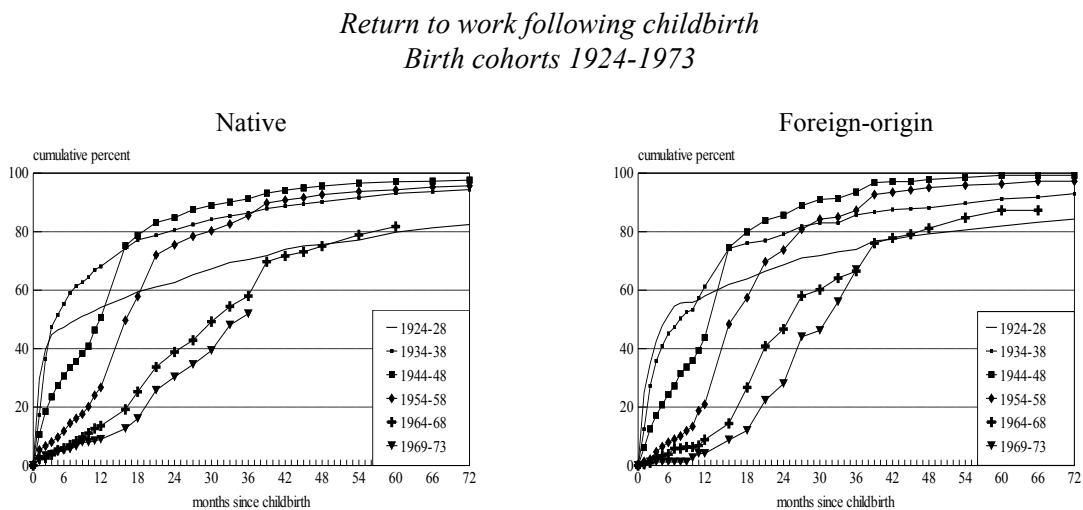 Return to work following childbirth
Birth cohorts 1924-1973
Native
cumulative percent
100
80
60
40
20
0
0 6 12 18 24 30 36 42 48 54 60 66 72
months since childbirth
1924-28
1934-38
1944-48
1954-58
1964-68
1969-73
Foreign-origin
cumulative percent
100
80
60
40
20
0
0 6 12 18 24 30 36 42 48 54 60 66 72
months since childbirth
1924-28
1934-38
1944-48
1954-58
1964-68
1969-73